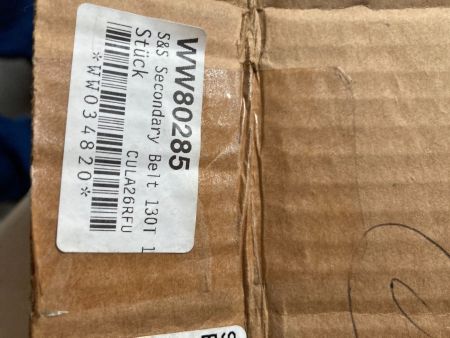 WW80285
S&S Secondary Belt 130T 1
Stück
CULA26RFU
*WW034820*